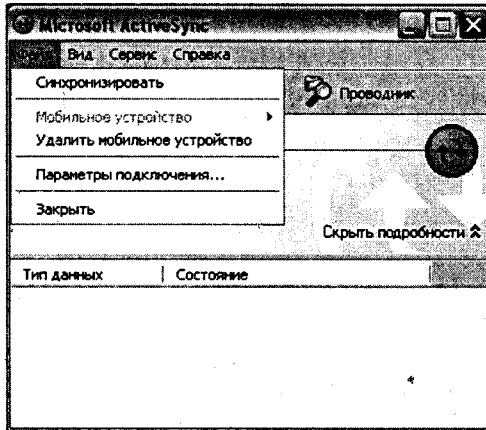 Microsoft ActiveSync
Файл Вид Сервис Справка
Синхронизировать
Проводник
Мобильное устройство
Удалить мобильное устройство
Параметры подключения...
Закрыть
Скрыть подробности
Тип данных Состояние